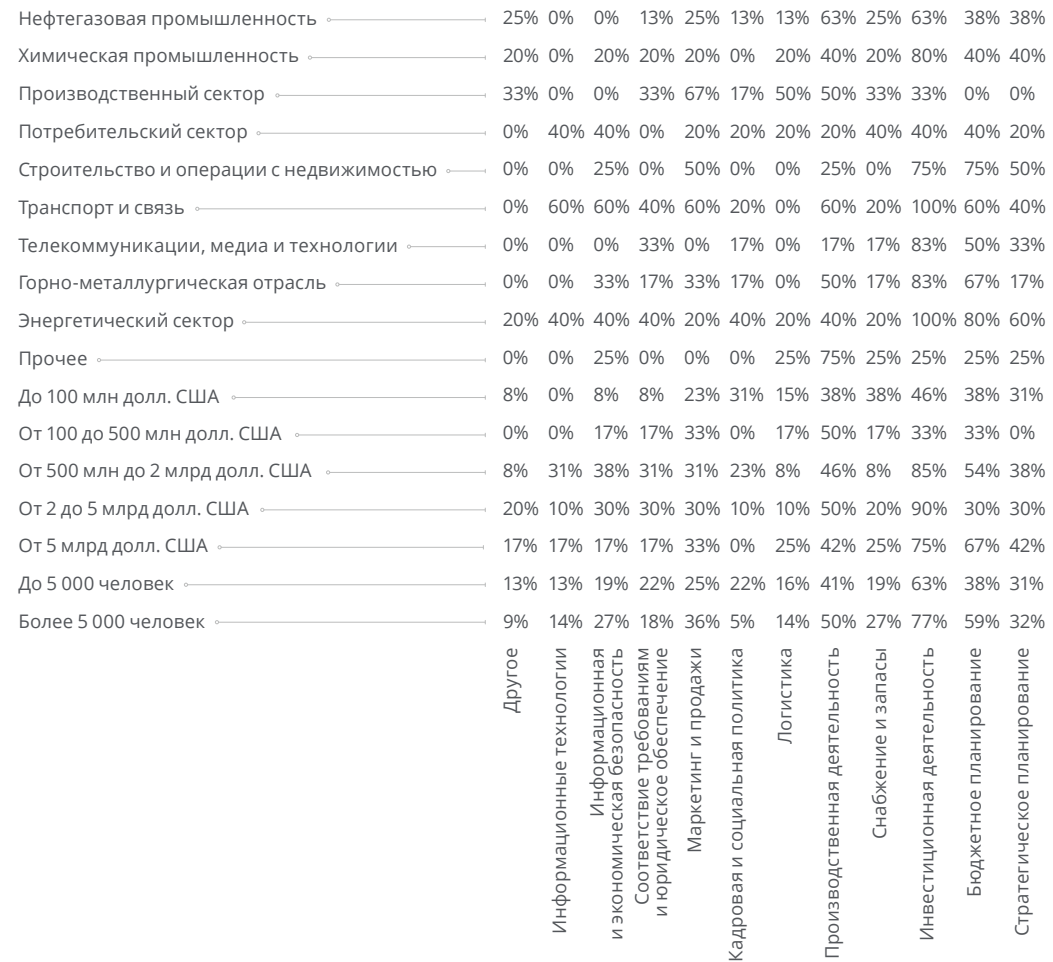 Нефтегазовая промышленность 25% 0% 0% 13% 25% 13% 13% 63% 25% 63% 38% 38%
Химическая промышленность 20% 0% 20% 20% 20% 0% 20% 40% 20% 80% 40% 40%
Производственный сектор 33% 0% 0% 33% 67% 17% 50% 50% 33% 33% 0% 0%
Потребительский сектор 0% 40% 40% 0% 20% 20% 20% 20% 40% 40% 40% 20%
Строительство и операции с недвижимостью 0% 0% 25% 0% 50% 0% 0% 25% 0% 75% 75% 50%
Транспорт и связь 0% 60% 60% 40% 60% 20% 0% 60% 20% 100% 60% 40%
Телекоммуникации, медиа и технологии 0% 0% 0% 33% 0% 17% 0% 17% 17% 83% 50% 33%
Горно-металлургическая отрасль 0% 0% 33% 17% 33% 17% 0% 50% 17% 83% 67% 17%
Энергетический сектор 20% 40% 40% 40% 20% 40% 20% 40% 20% 100% 80% 60%
Прочее 0% 0% 25% 0% 0% 0% 25% 75% 25% 25% 25% 25%
До 100 млн долл. США 8% 0% 8% 8% 23% 31% 15% 38% 38% 46% 38% 31%
От 100 до 500 млн долл. США 0% 0% 17% 17% 33% 0% 17% 50% 17% 33% 33% 0%
От 500 млн до 2 млрд долл. США 8% 31% 38% 31% 31% 23% 8% 46% 8% 85% 54% 38%
От 2 до 5 млрд долл. США 20% 10% 30% 30% 30% 10% 10% 50% 20% 90% 30% 30%
От 5 млрд долл. США 17% 17% 17% 17% 33% 0% 25% 42% 25% 75% 67% 42%
До 5 000 человек 13% 13% 19% 22% 25% 22% 16% 41% 19% 63% 38% 31%
Более 5 000 человек 9% 14% 27% 18% 36% 5% 14% 50% 27% 77% 59% 32%
Другое
Информационные технологии
Информационная
и экономическая безопасность
Соответствие требованиям
и юридическое обеспечение
Маркетинг и продажи
Кадровая и социальная политика
Логистика
Производственная деятельность
Снабжение и запасы
Инвестиционная деятельность
Бюджетное планирование
Стратегическое планирование